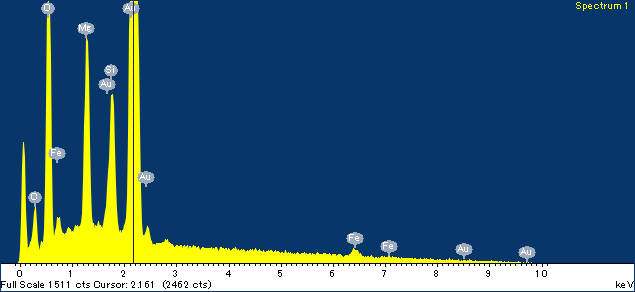 Spectrum 1
O Au
Mg
Si
Au
Fe
Au
C
Fe Fe Au Au
0 1 2 3 4 5 6 7 8 9 10
Full Scale 1511 cts Cursor: 2.161 (2462 cts) keV